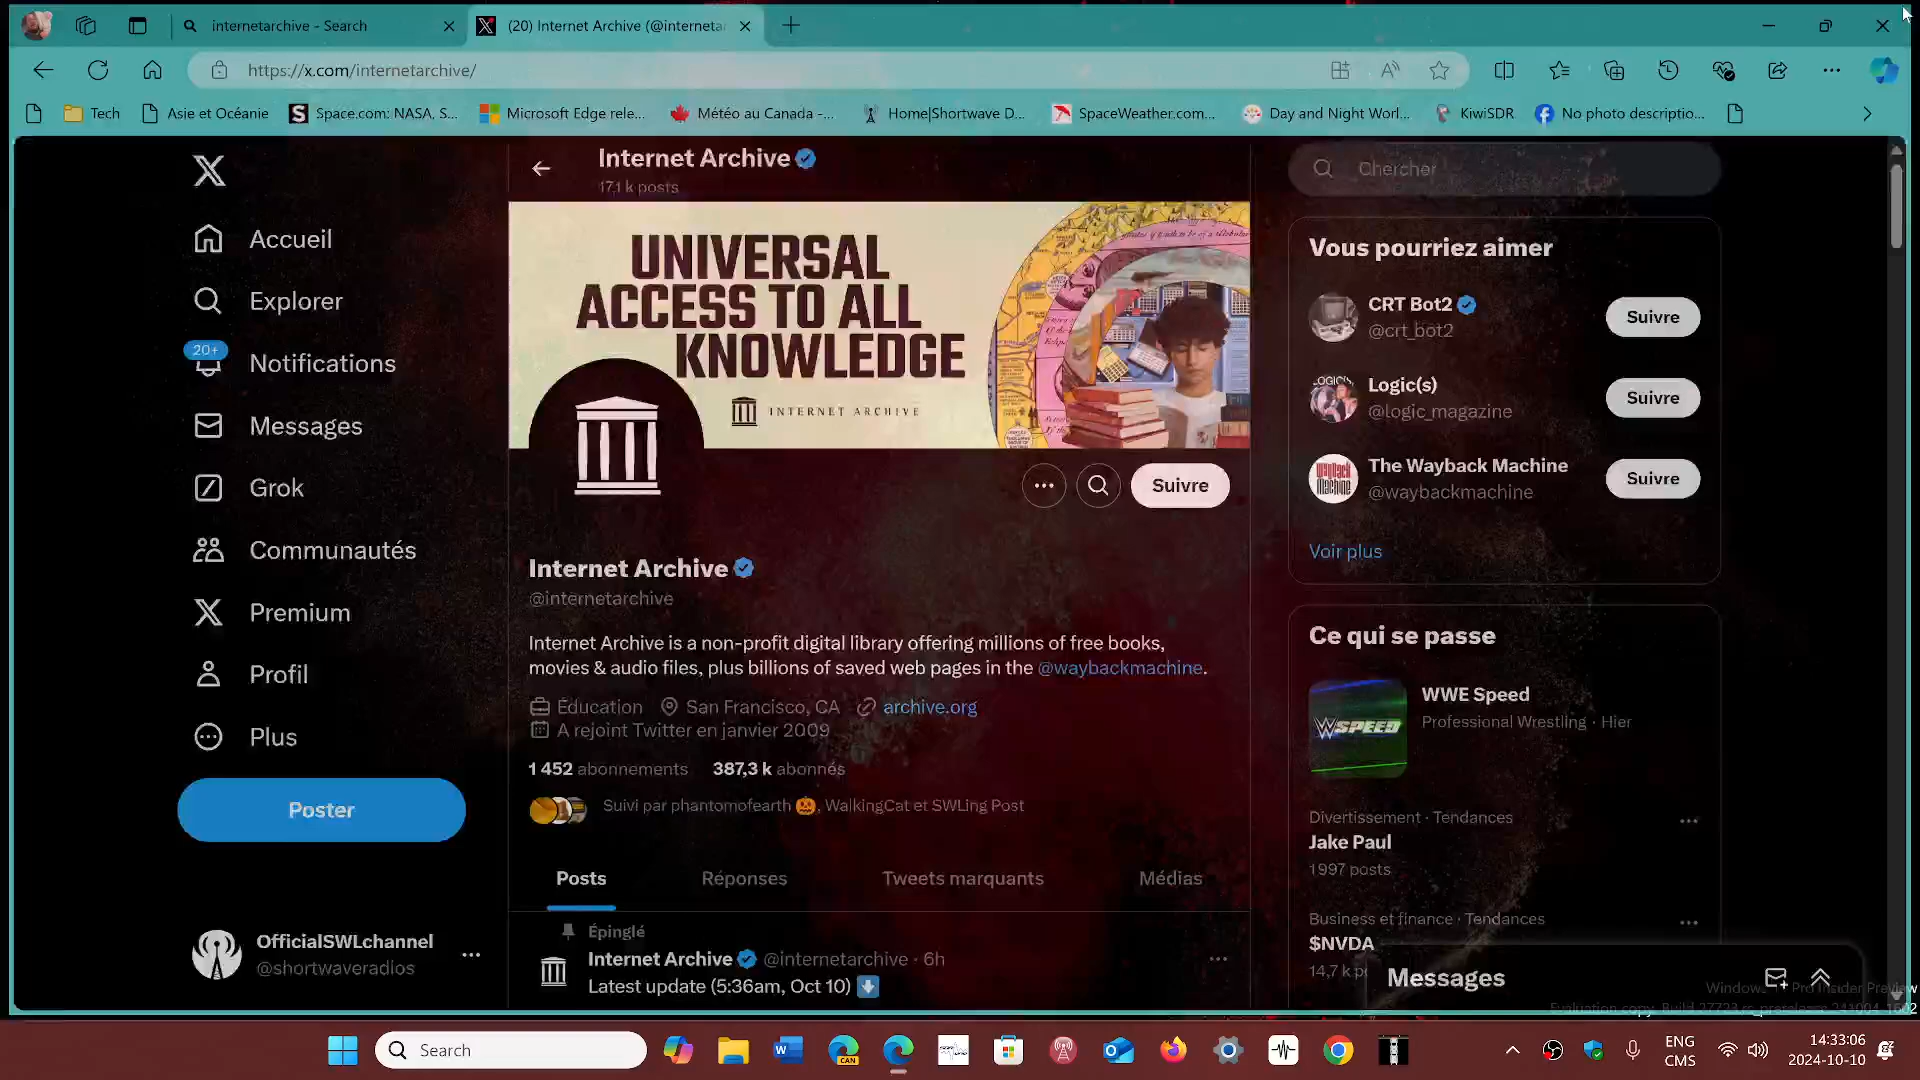 internetarchive - Search
(20) Internet Archive (@interneta
https://x.com/internetarchive/
Tech
Asie et Océanie
Space.com: NASA, S...
Microsoft Edge rele...
Météo au Canada -...
Home|Shortwave D...
SpaceWeather.com...
Day and Night Worl...
KiwiSDR
No photo descriptio...
Accueil
Explorer
20+
Notifications
Messages
Grok
Communautés
Premium
Profil
Plus
Poster
OfficialSWLchannel
@shortwaveradios
Internet Archive
17,1 k posts
UNIVERSAL
ACCESS TO ALL
KNOWLEDGE
INTERNET ARCHIVE
Suivre
Internet Archive
@internetarchive
Internet Archive is a non-profit digital library offering millions of free books,
movies & audio files, plus billions of saved web pages in the @waybackmachine.
Éducation San Francisco, CA archive.org
A rejoint Twitter en janvier 2009
1 452 abonnements 387,3 k abonnés
Suivi par phantomofearth 🎃, WalkingCat et SWLing Post
Posts Réponses Tweets marquants Médias
Épinglé
Internet Archive @internetarchive · 6h
Latest update (5:36am, Oct 10) ⬇️
Chercher
Vous pourriez aimer
CRT Bot2
@crt_bot2
Suivre
Logic(s)
@logic_magazine
Suivre
The Wayback Machine
@waybackmachine
Suivre
Voir plus
Ce qui se passe
WWE Speed
Professional Wrestling · Hier
SPEED
Divertissement · Tendances
Jake Paul
1 997 posts
Business et finance · Tendances
$NVDA
14,7 k p
Messages
Search
CAN
ENG
CMS
14:33:06
2024-10-10